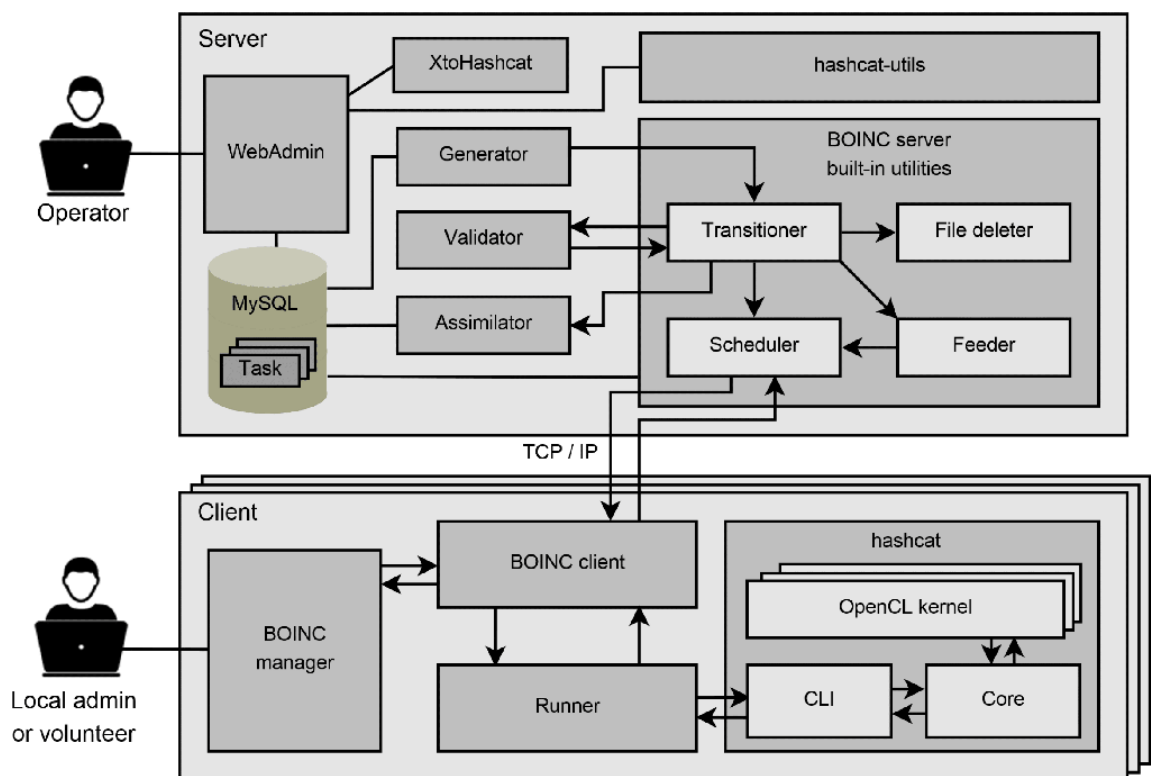 Server
XtoHashcat
hashcat-utils
WebAdmin
Generator
BOINC server
built-in utilities
Operator
Validator
Transitioner
File deleter
MySQL
Assimilator
Scheduler
Feeder
Task
TCP / IP
Client
BOINC client
hashcat
OpenCL kernel
BOINC
manager
Local admin
or volunteer
Runner
CLI
Core